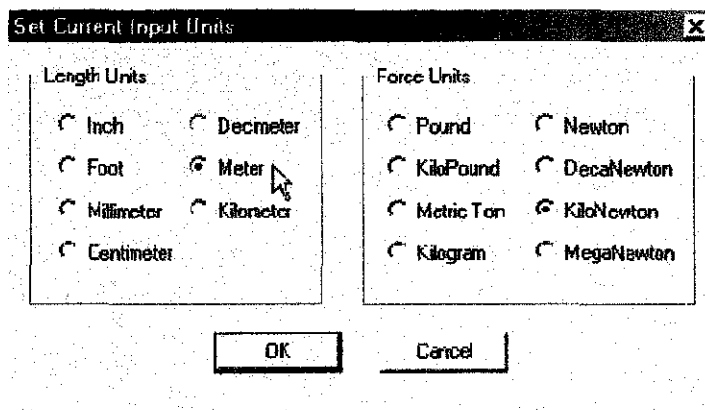 Set Current Input Units
Length Units
Inch
Decimeter
Foot
Meter
Millimeter
Kilometer
Centimeter
Force Units
Pound
Newton
KiloPound
DecaNewton
Metric Ton
KiloNewton
Kilogram
MegaNewton
OK
Cancel